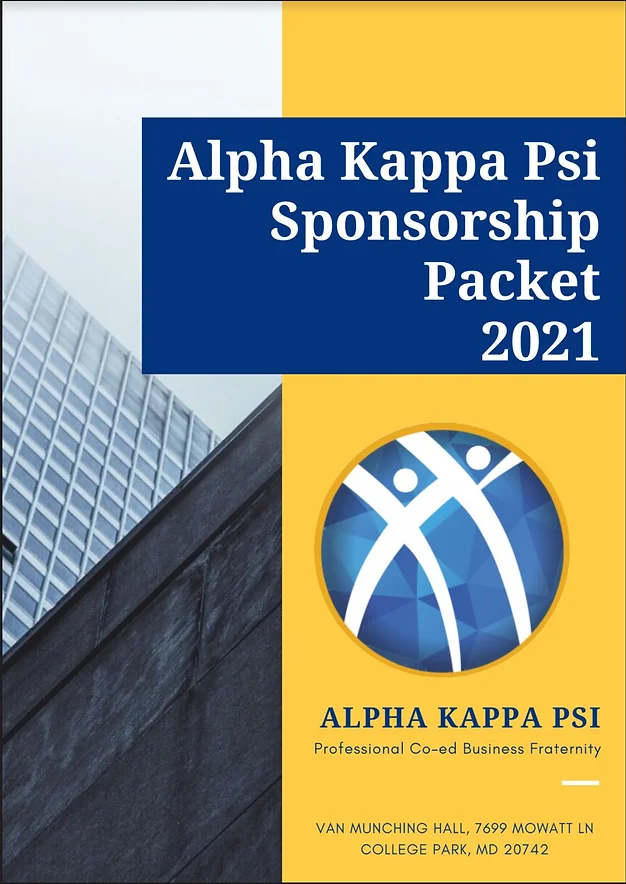 Alpha Kappa Psi
Sponsorship
Packet
2021
ALPHA KAPPA PSI
Professional Co-ed Business Fraternity
VAN MUNCHING HALL, 7699 MOWATT LN
COLLEGE PARK, MD 20742